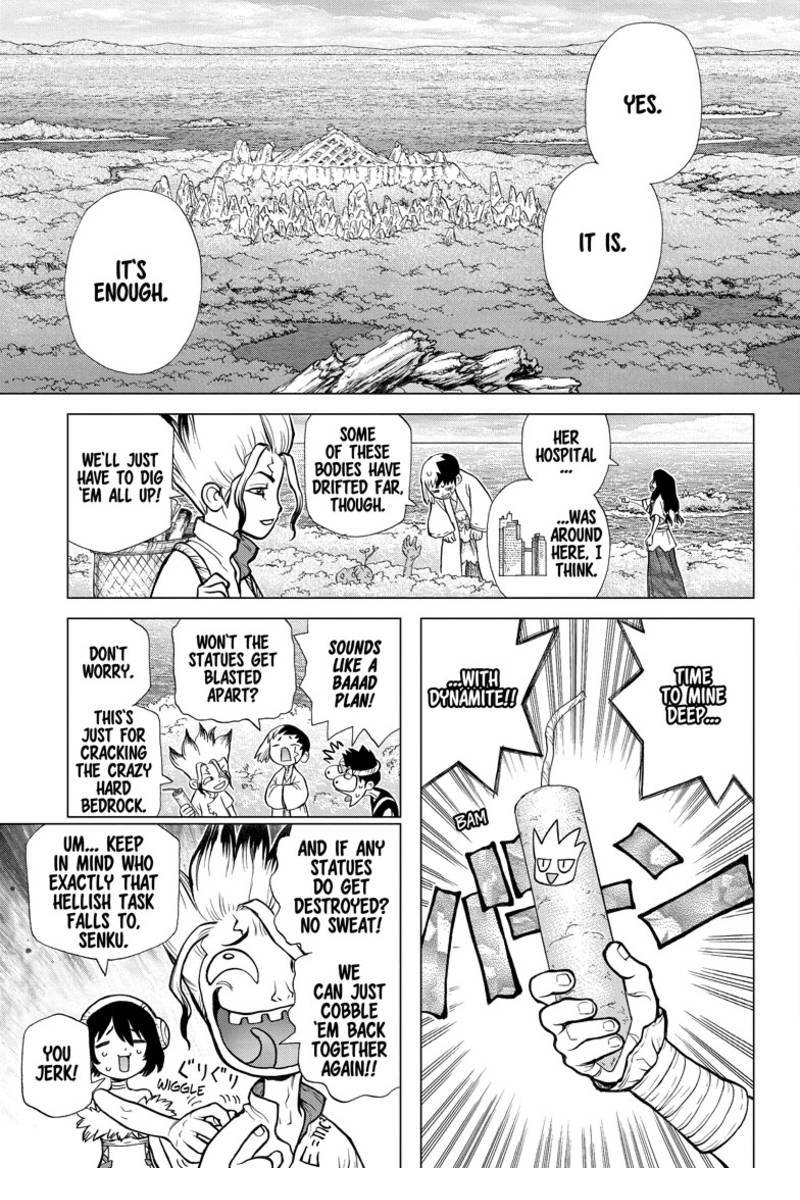 YES.
IT IS.
IT'S
ENOUGH.
HER
HOSPITAL
...
...WAS
AROUND
HERE, I
THINK.
SOME
OF THESE
BODIES HAVE
DRIFTED FAR,
THOUGH.
WE'LL JUST
HAVE TO DIG
'EM ALL UP!
TIME
TO MINE
DEEP...
...WITH
DYNAMITE!!
BAM
SOUNDS
LIKE A
BAAAD
PLAN!
WON'T THE
STATUES GET
BLASTED
APART?
DON'T
WORRY.
THIS'S
JUST FOR
CRACKING
THE CRAZY
HARD
BEDROCK.
AND IF ANY
STATUES
DO GET
DESTROYED?
NO SWEAT!
WE
CAN JUST
COBBLE
'EM BACK
TOGETHER
AGAIN!!
UM... KEEP
IN MIND WHO
EXACTLY THAT
HELLISH TASK
FALLS TO,
SENKU.
YOU
JERK!
ぐりぐり
WIGGLE
E=mc²